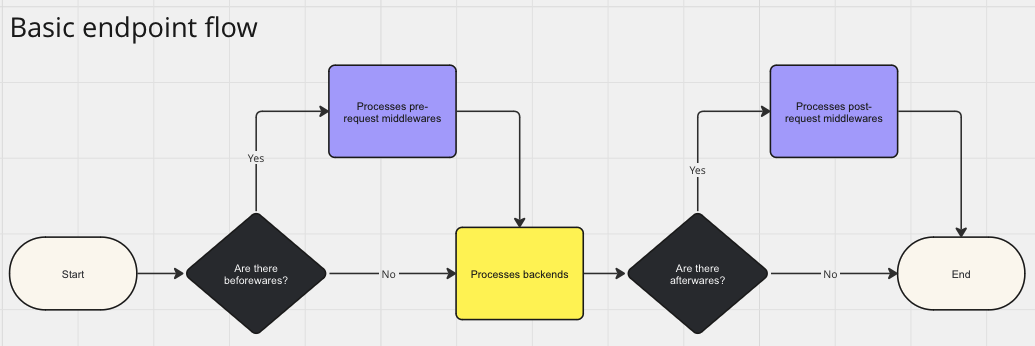 Basic endpoint flow
Processes pre-
request middlewares
Processes post-
request middlewares
Yes
Yes
Start
Are there
beforewares?
No
Processes backends
Are there
afterwares?
No
End